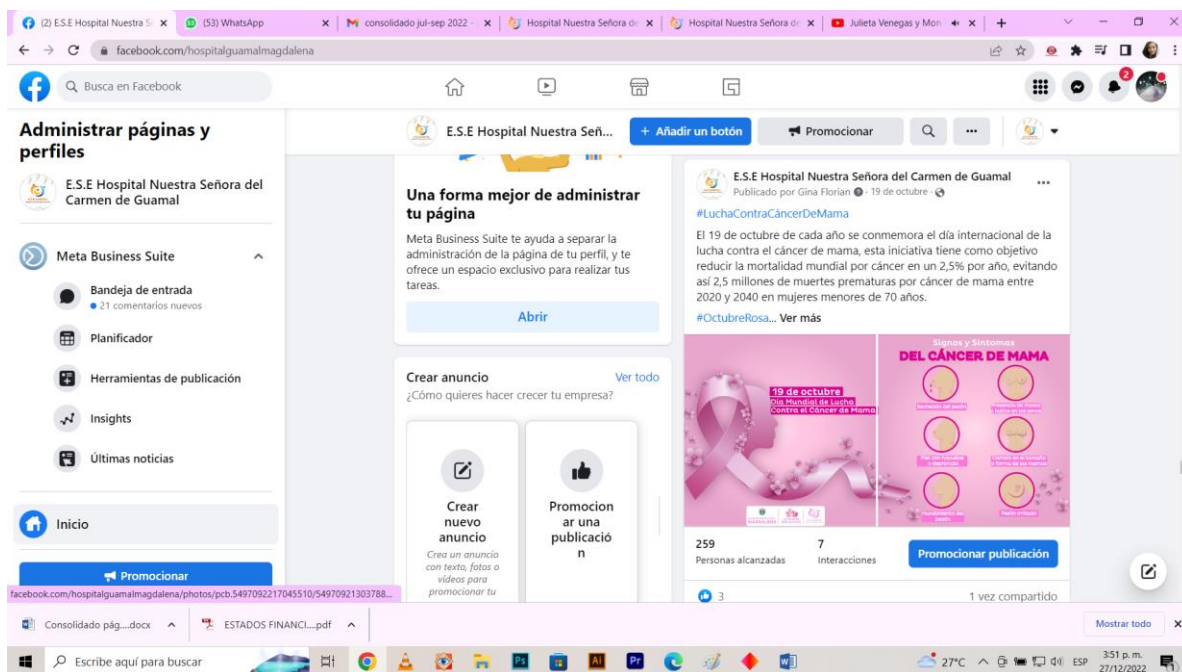 (2) E.S.E Hospital Nuestra S
(53) WhatsApp
consolidado jul-sep 2022 -
Hospital Nuestra Señora de
Hospital Nuestra Señora de
Julieta Venegas y Mon
facebook.com/hospitalguamalmagdalena
Busca en Facebook
2
Administrar páginas y
perfiles
E.S.E Hospital Nuestra Señora del
Carmen de Guamal
Meta Business Suite
Bandeja de entrada
21 comentarios nuevos
Planificador
Herramientas de publicación
Insights
Últimas noticias
Inicio
Promocionar
facebook.com/hospitalguamalmagdalena/photos/pcb.5497092217045510/54970921303788...
E.S.E Hospital Nuestra Señ...
+ Añadir un botón
Promocionar
Una forma mejor de administrar
tu página
Meta Business Suite te ayuda a separar la
administración de la página de tu perfil, y te
ofrece un espacio exclusivo para realizar tus
tareas.
Abrir
Crear anuncio
Ver todo
¿Cómo quieres hacer crecer tu empresa?
Crear
nuevo
anuncio
Crea un anuncio
con texto, fotos o
vídeos para
promocionar tu
Promocion
ar una
publicació
n
E.S.E Hospital Nuestra Señora del Carmen de Guamal
Publicado por Gina Florian · 19 de octubre ·
#LuchaContraCáncerDeMama
El 19 de octubre de cada año se conmemora el día internacional de la
lucha contra el cáncer de mama, esta iniciativa tiene como objetivo
reducir la mortalidad mundial por cáncer en un 2,5% por año, evitando
así 2,5 millones de muertes prematuras por cáncer de mama entre
2020 y 2040 en mujeres menores de 70 años.
#OctubreRosa... Ver más
19 de octubre
Dia Mundial de Lucha
Contra el Cáncer de Mama
Signos y Sintomas
DEL CÁNCER DE MAMA
259
Personas alcanzadas
7
Interacciones
Promocionar publicación
3
1 vez compartido
Consolidado pág....docx
ESTADOS FINANCI....pdf
Mostrar todo
Escribe aquí para buscar
Ps
Ai
Pr
27°C
ESP
3:51 p. m.
27/12/2022